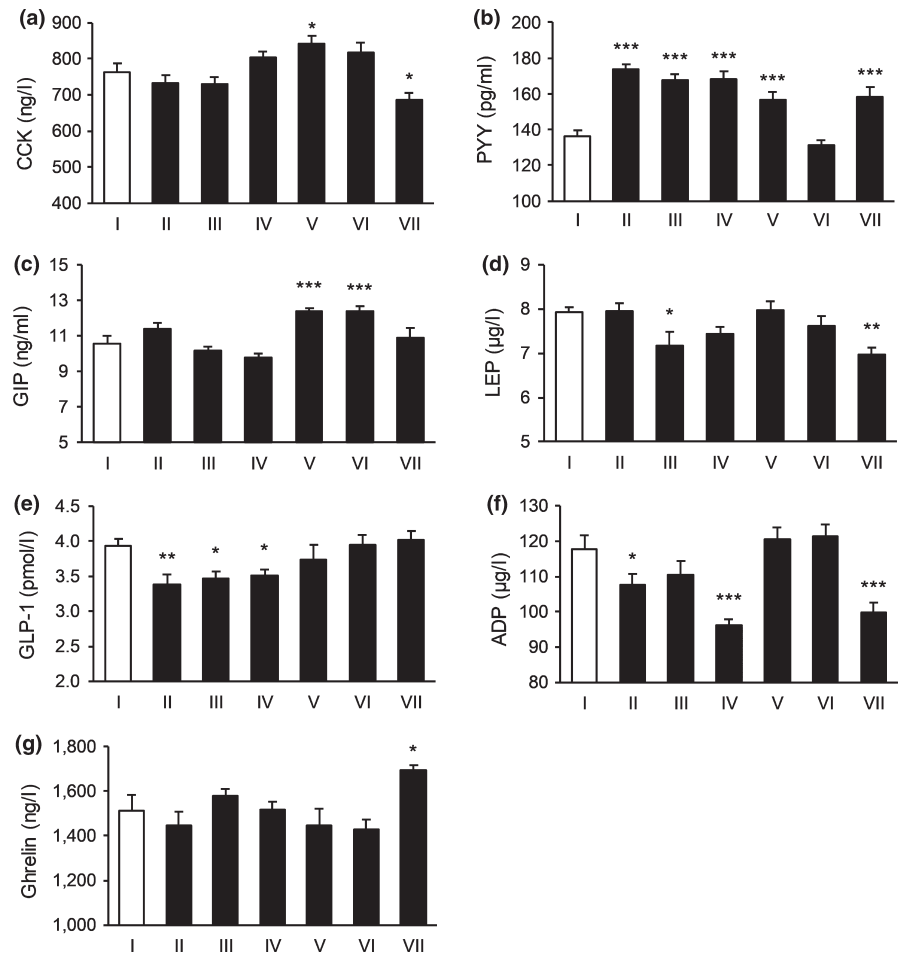 (a)
900
800
700
600
500
400
CCK (ng/l)
*
*
I II III IV V VI VII
(b)
200
180
160
140
120
100
PYY (pg/ml)
*** *** *** *** ***
I II III IV V VI VII
(c)
15
13
11
9
7
5
GIP (ng/ml)
*** ***
I II III IV V VI VII
(d)
9
8
7
6
5
LEP (µg/l)
* **
I II III IV V VI VII
(e)
4.5
4.0
3.5
3.0
2.5
2.0
GLP-1 (pmol/l)
** * *
I II III IV V VI VII
(f)
130
120
110
100
90
80
ADP (µg/l)
* *** ***
I II III IV V VI VII
(g)
1,800
1,600
1,400
1,200
1,000
Ghrelin (ng/l)
*
I II III IV V VI VII